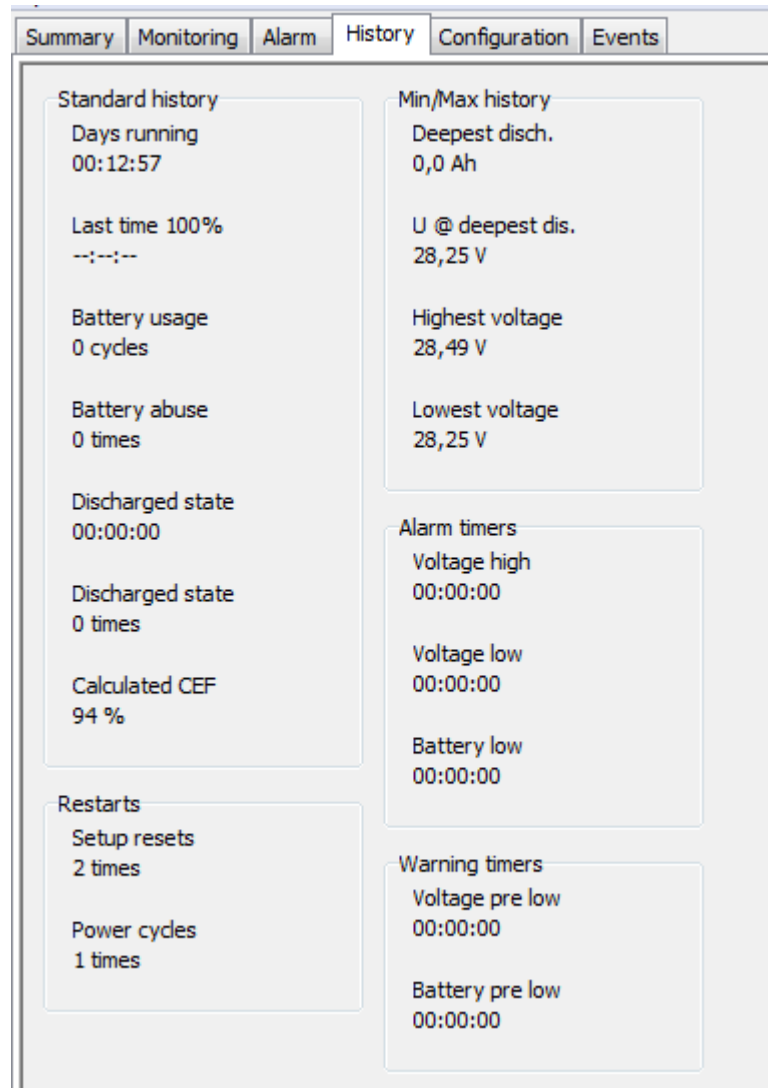 Summary Monitoring Alarm History Configuration Events
Standard history
Days running
00:12:57
Last time 100%
--:--:--
Battery usage
0 cycles
Battery abuse
0 times
Discharged state
00:00:00
Discharged state
0 times
Calculated CEF
94 %
Restarts
Setup resets
2 times
Power cycles
1 times
Min/Max history
Deepest disch.
0,0 Ah
U @ deepest dis.
28,25 V
Highest voltage
28,49 V
Lowest voltage
28,25 V
Alarm timers
Voltage high
00:00:00
Voltage low
00:00:00
Battery low
00:00:00
Warning timers
Voltage pre low
00:00:00
Battery pre low
00:00:00